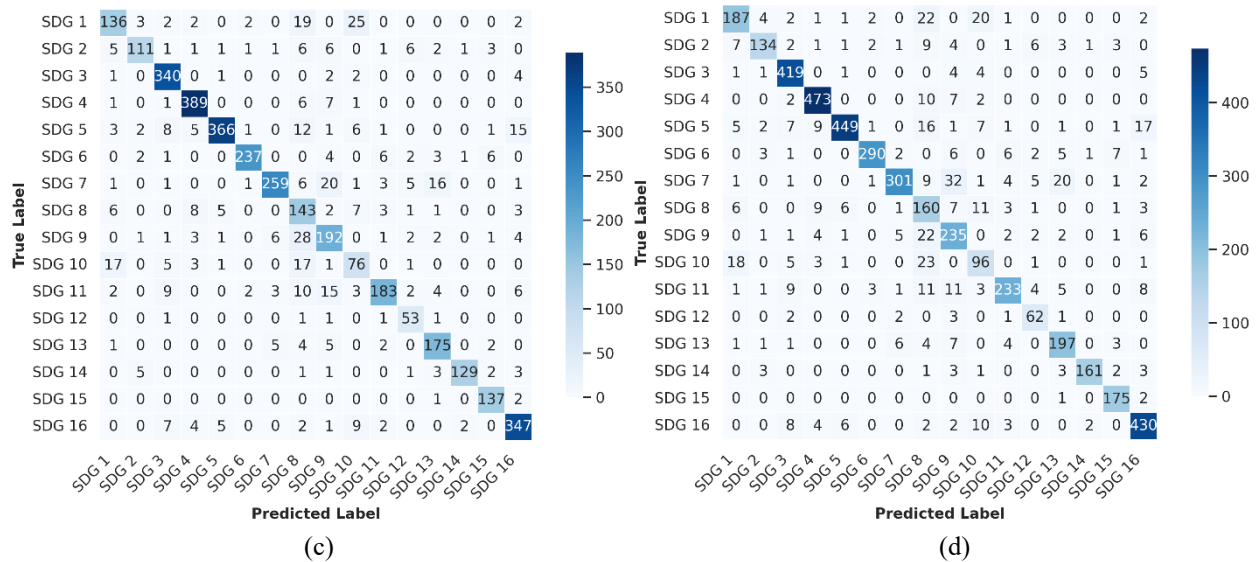 SDG 1 136 3 2 2 0 2 0 19 0 25 0 0 0 0 0 2
SDG 2 5 111 1 1 1 1 1 6 6 0 1 6 2 1 3 0
SDG 3 1 0 340 0 1 0 0 0 2 2 0 0 0 0 0 4
SDG 4 1 0 1 389 0 0 0 6 7 1 0 0 0 0 0 0
SDG 5 3 2 8 5 366 1 0 12 1 6 1 0 0 0 1 15
SDG 6 0 2 1 0 0 237 0 0 4 0 6 2 3 1 6 0
SDG 7 1 0 1 0 0 1 259 6 20 1 3 5 16 0 0 1
SDG 8 6 0 0 8 5 0 0 143 2 7 3 1 1 0 0 3
SDG 9 0 1 1 3 1 0 6 28 192 0 1 2 2 0 1 4
SDG 10 17 0 5 3 1 0 0 17 1 76 0 0 0 0 0 0
SDG 11 2 0 9 0 0 2 3 10 15 3 183 2 4 0 0 6
SDG 12 0 0 1 0 0 0 0 1 1 0 1 53 1 0 0 0
SDG 13 1 0 0 0 0 0 5 4 5 0 2 0 175 0 2 0
SDG 14 0 5 0 0 0 0 0 1 1 0 0 1 3 129 2 3
SDG 15 0 0 0 0 0 0 0 0 0 0 0 0 1 0 137 2
SDG 16 0 0 7 4 5 0 0 2 1 9 2 0 0 2 0 347
True Label
SDG 1 SDG 2 SDG 3 SDG 4 SDG 5 SDG 6 SDG 7 SDG 8 SDG 9 SDG 10 SDG 11 SDG 12 SDG 13 SDG 14 SDG 15 SDG 16
Predicted Label
350
300
250
200
150
100
50
0
(c)
SDG 1 187 4 2 1 1 2 0 22 0 20 1 0 0 0 0 2
SDG 2 7 134 2 1 1 2 1 9 4 0 1 6 3 1 3 0
SDG 3 1 1 419 0 1 0 0 0 4 4 0 0 0 0 0 5
SDG 4 0 0 2 473 0 0 0 10 7 2 0 0 0 0 0 0
SDG 5 5 2 7 9 449 1 0 16 1 7 1 0 0 0 1 17
SDG 6 0 3 1 0 0 290 2 0 6 0 6 2 5 1 7 1
SDG 7 1 0 1 0 0 1 301 9 32 1 4 5 20 0 1 2
SDG 8 6 0 0 9 6 0 1 160 7 11 3 1 0 0 1 3
SDG 9 0 1 1 4 1 0 5 22 235 0 2 2 2 0 1 6
SDG 10 18 0 5 3 1 0 0 23 0 96 0 1 0 0 0 1
SDG 11 1 1 9 0 0 3 1 11 11 3 233 4 5 0 0 8
SDG 12 0 0 2 0 0 0 2 0 3 0 1 62 1 0 0 0
SDG 13 1 1 1 0 0 0 6 4 7 0 4 0 197 0 3 0
SDG 14 0 3 0 0 0 0 0 1 1 0 0 0 3 161 2 3
SDG 15 0 0 0 0 0 0 0 0 0 0 0 0 1 0 175 2
SDG 16 0 0 8 4 6 0 0 2 2 10 3 0 0 2 0 430
True Label
SDG 1 SDG 2 SDG 3 SDG 4 SDG 5 SDG 6 SDG 7 SDG 8 SDG 9 SDG 10 SDG 11 SDG 12 SDG 13 SDG 14 SDG 15 SDG 16
Predicted Label
400
300
200
100
0
(d)